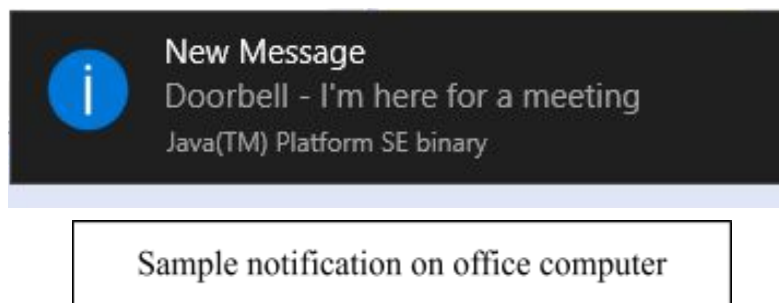 New Message
Doorbell - I'm here for a meeting
Java(TM) Platform SE binary
Sample notification on office computer